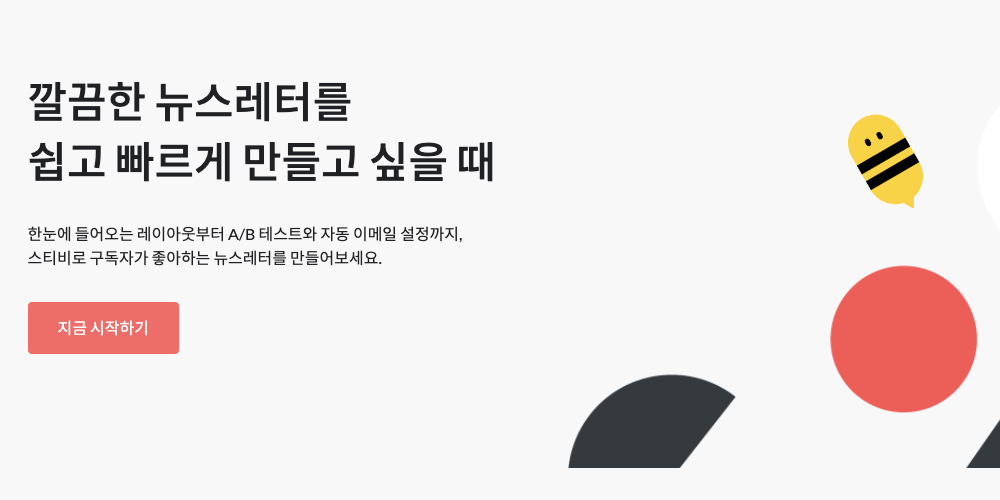 깔끔한 뉴스레터를
쉽고 빠르게 만들고 싶을 때
한눈에 들어오는 레이아웃부터 A/B 테스트와 자동 이메일 설정까지,
스티비로 구독자가 좋아하는 뉴스레터를 만들어보세요.
지금 시작하기